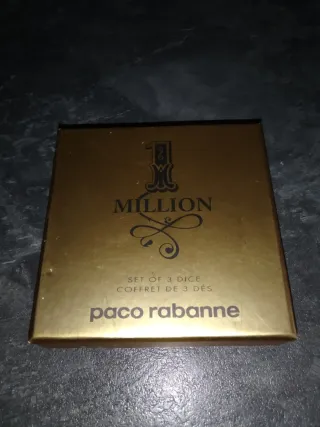 1
MILLION
SET OF 3 DICE
COFFRET DE 3 DÉS
paco rabanne